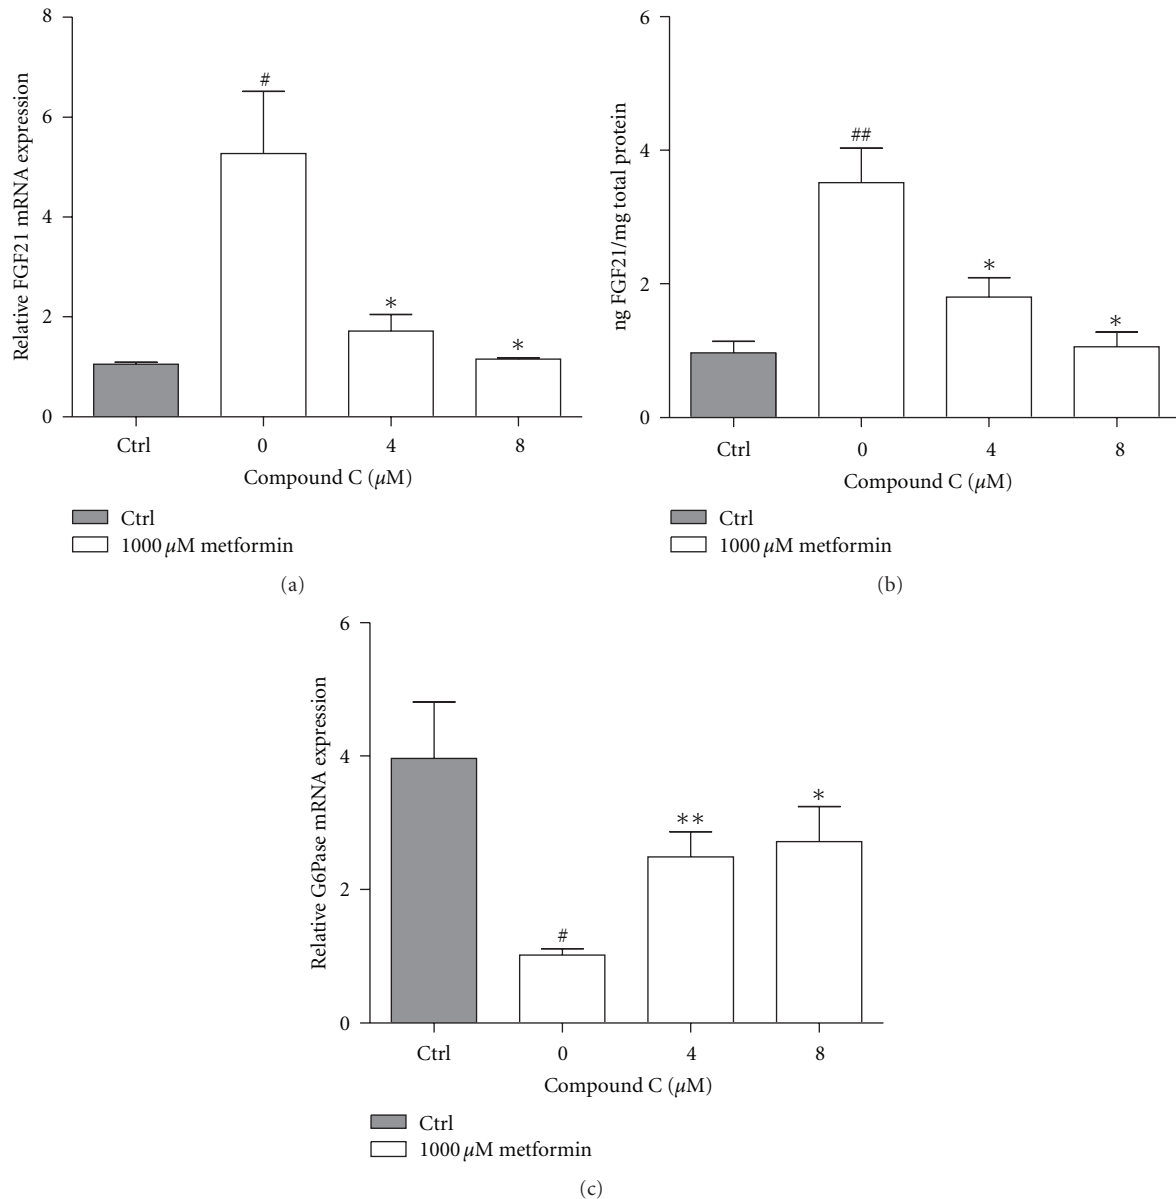 Relative FGF21 mRNA expression
8
6
4
2
0
#
*
*
Ctrl 0 4 8
Compound C (μM)
Ctrl
1000 μM metformin
(a)
ng FGF21/mg total protein
6
4
2
0
##
*
*
Ctrl 0 4 8
Compound C (μM)
Ctrl
1000 μM metformin
(b)
Relative G6Pase mRNA expression
6
4
2
0
#
**
*
Ctrl 0 4 8
Compound C (μM)
Ctrl
1000 μM metformin
(c)